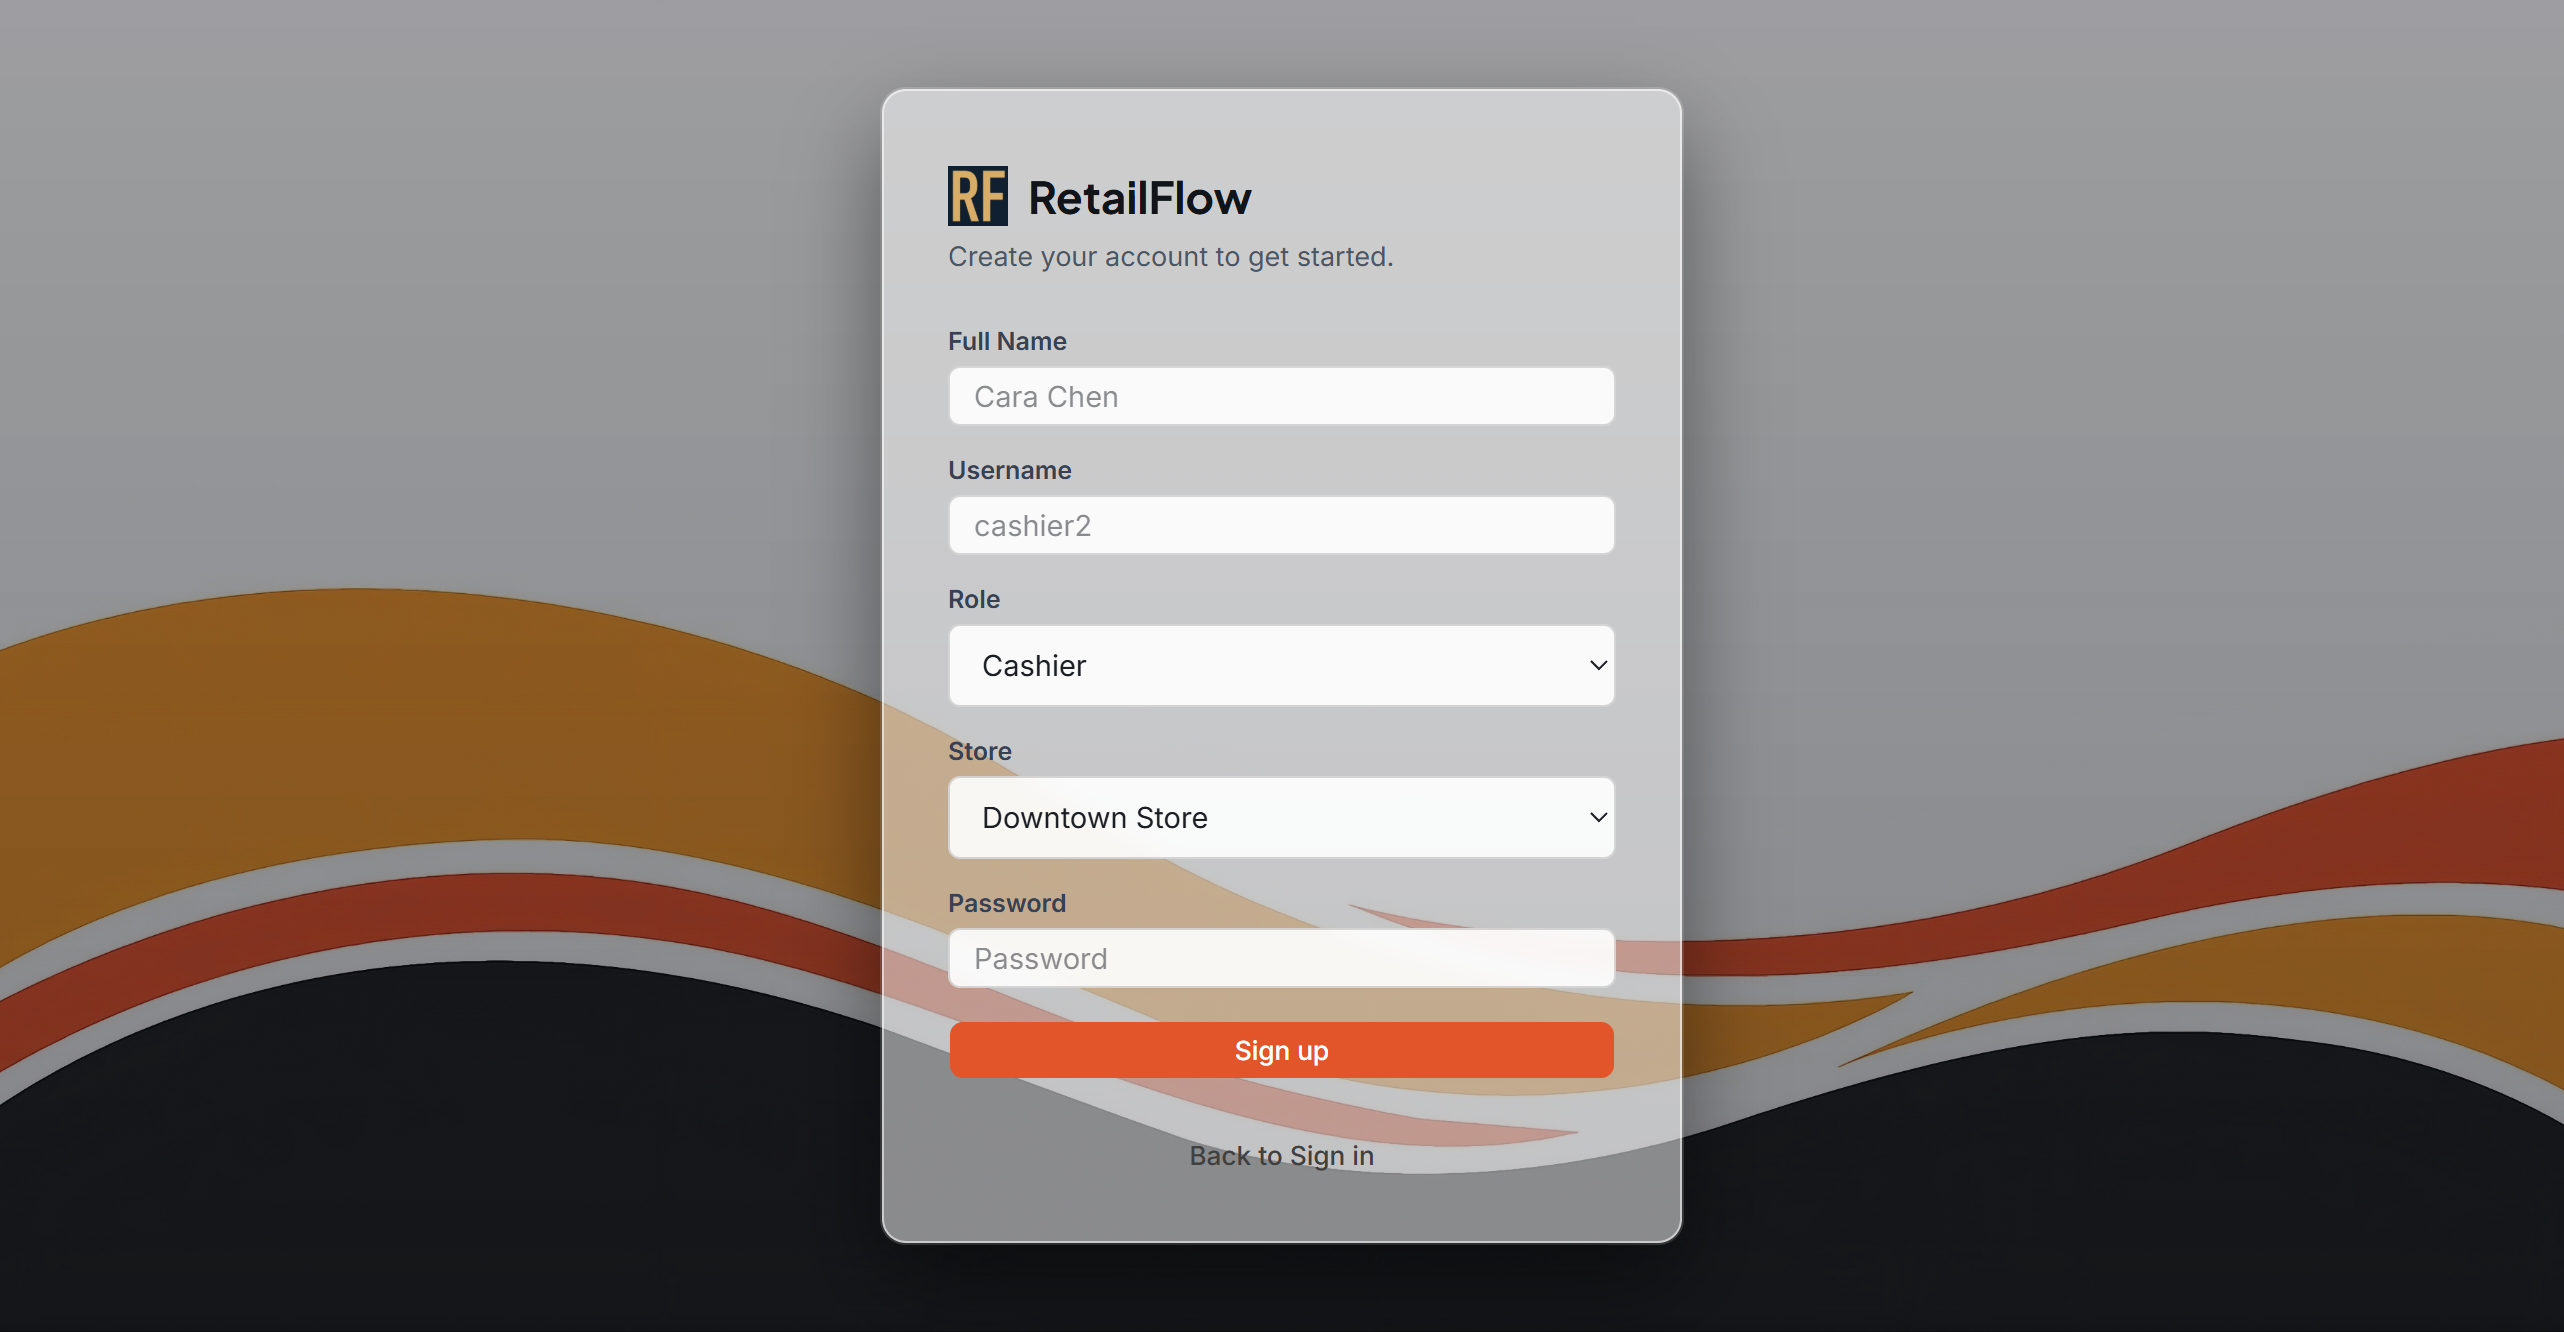 RF RetailFlow
Create your account to get started.
Full Name
Cara Chen
Username
cashier2
Role
Cashier
Store
Downtown Store
Password
Password
Sign up
Back to Sign in